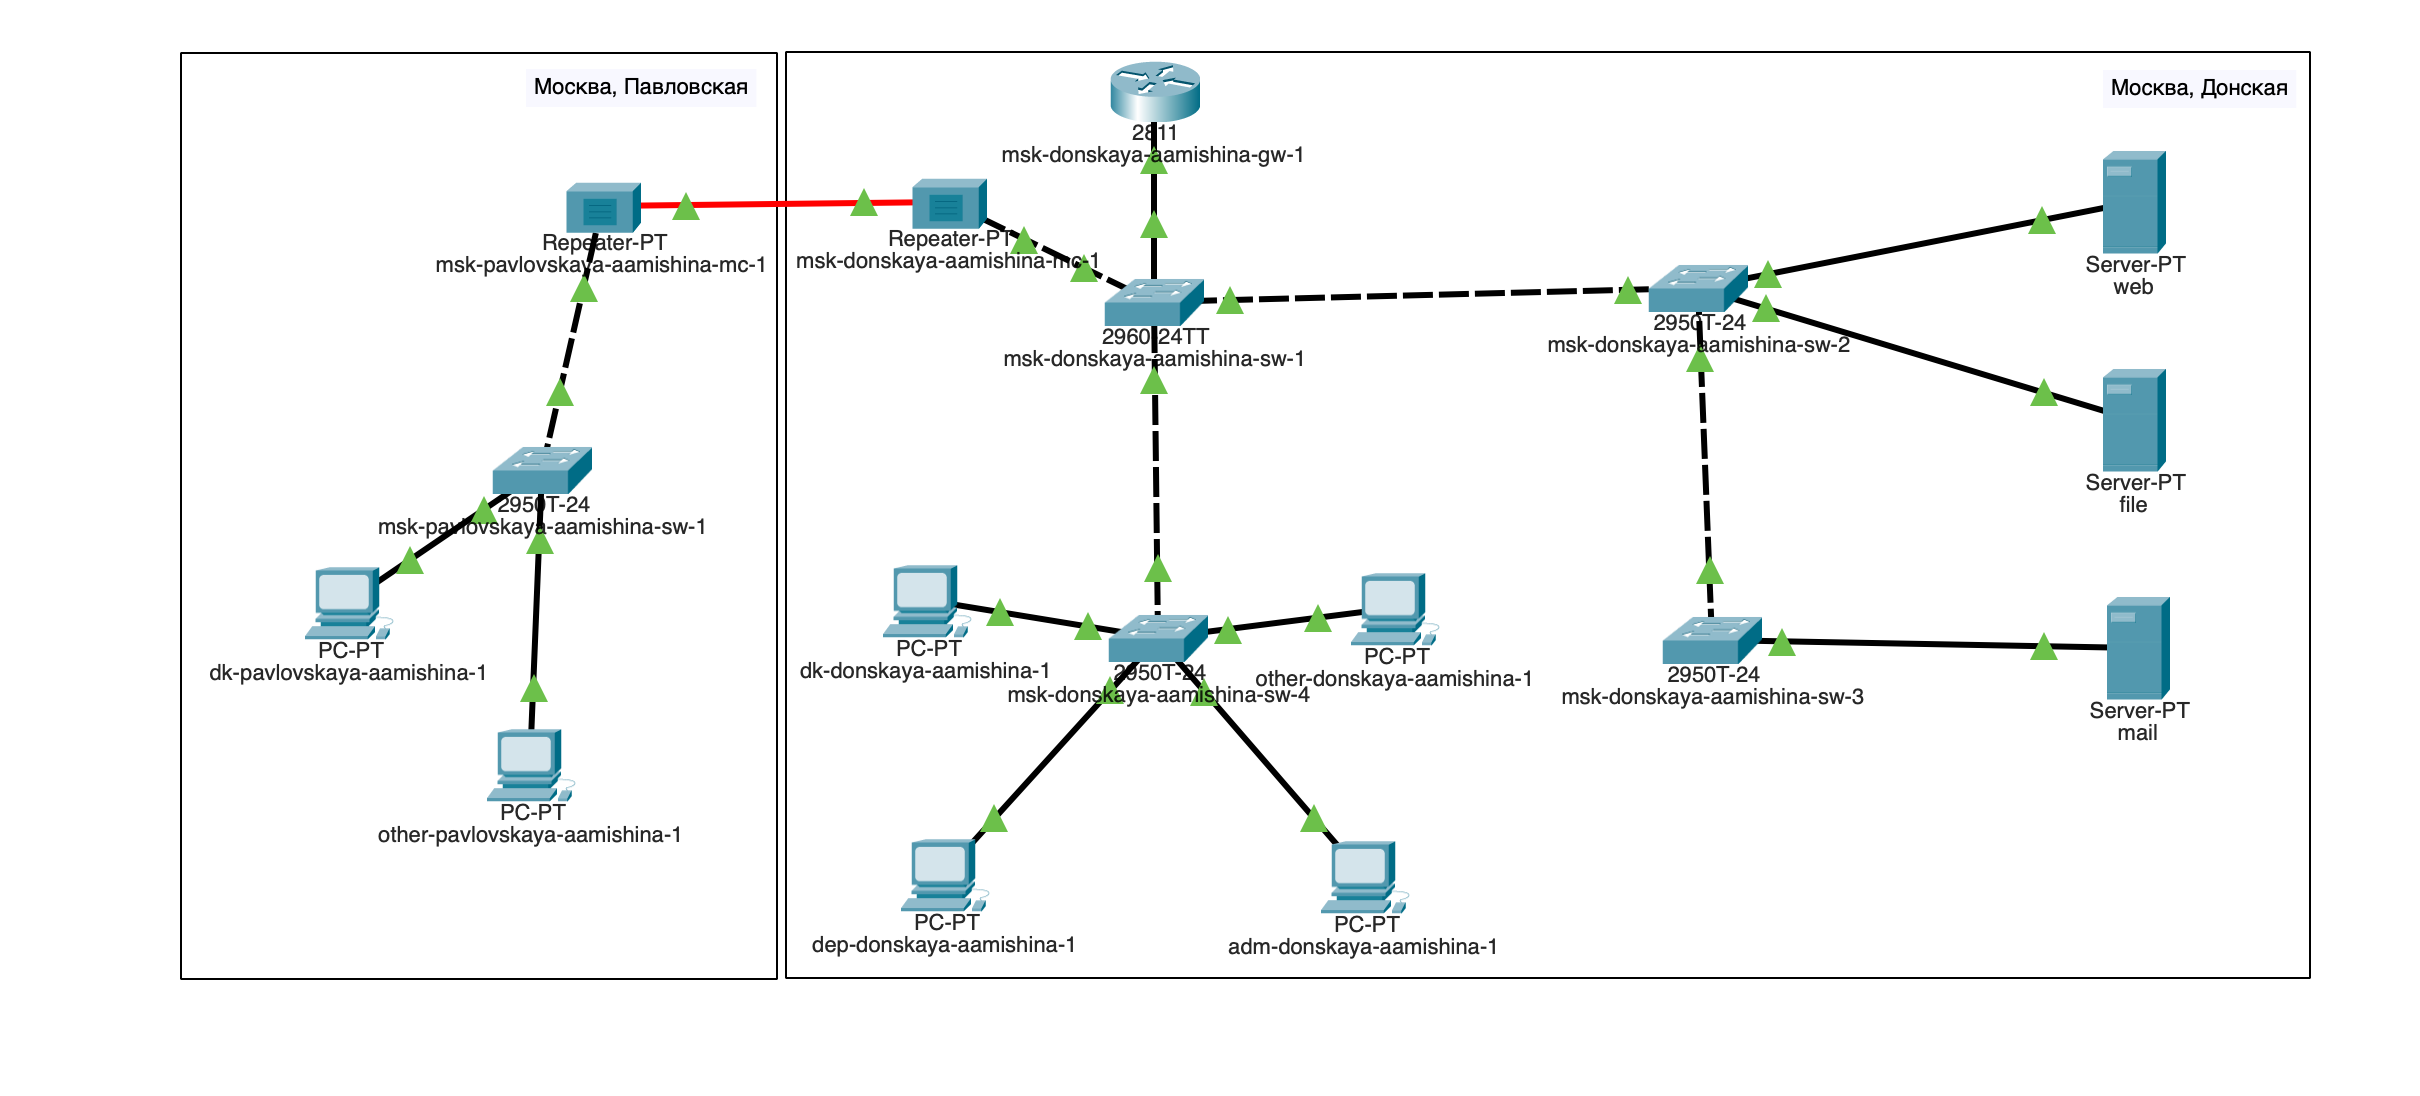 Москва, Павловская
Repeater-PT
msk-pavlovskaya-aamishina-mc-1
2950T-24
msk-pavlovskaya-aamishina-sw-1
PC-PT
dk-pavlovskaya-aamishina-1
PC-PT
other-pavlovskaya-aamishina-1
Москва, Донская
2811
msk-donskaya-aamishina-gw-1
Repeater-PT
msk-donskaya-aamishina-mc-1
2960-24TT
msk-donskaya-aamishina-sw-1
2950T-24
msk-donskaya-aamishina-sw-2
Server-PT
web
Server-PT
file
PC-PT
dk-donskaya-aamishina-1
2950T-24
msk-donskaya-aamishina-sw-4
PC-PT
other-donskaya-aamishina-1
2950T-24
msk-donskaya-aamishina-sw-3
Server-PT
mail
PC-PT
dep-donskaya-aamishina-1
PC-PT
adm-donskaya-aamishina-1